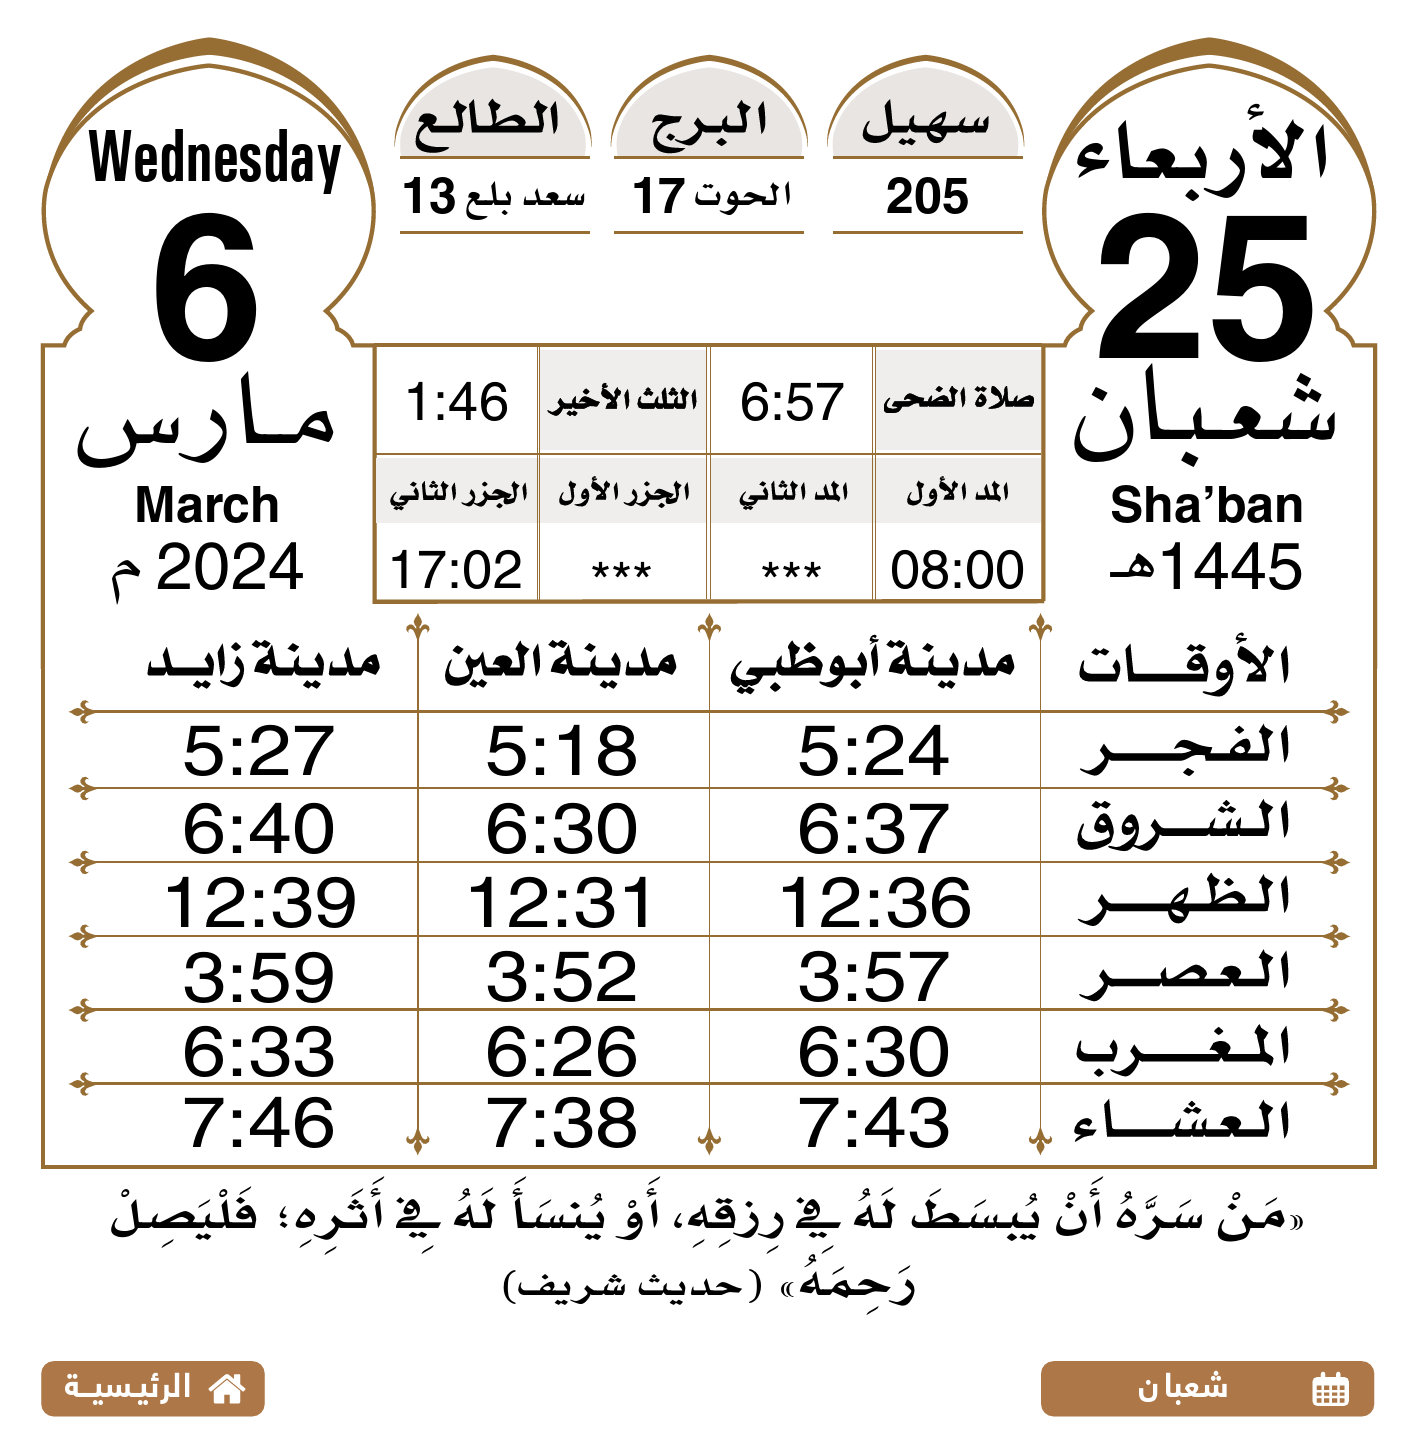 الأربعاء
25
شعبان
Sha’ban
1445هـ
سهيل
205
البرج
الحوت 17
الطالع
سعد بلع 13
Wednesday
6
مارس
March
2024 م
صلاة الضحى 6:57 الثلث الأخير 1:46
المد الأول المد الثاني الجزر الأول الجزر الثاني
08:00 *** *** 17:02
الأوقات مدينة أبوظبي مدينة العين مدينة زايد
الفجر 5:24 5:18 5:27
الشروق 6:37 6:30 6:40
الظهر 12:36 12:31 12:39
العصر 3:57 3:52 3:59
المغرب 6:30 6:26 6:33
العشاء 7:43 7:38 7:46
«مَنْ سَرَّهُ أَنْ يُبسَطَ لَهُ فِي رِزقِهِ، أَوْ يُنسَأَ لَهُ فِي أَثَرِهِ؛ فَلْيَصِلْ
رَحِمَهُ» (حديث شريف)
شعبان
الرئيسية